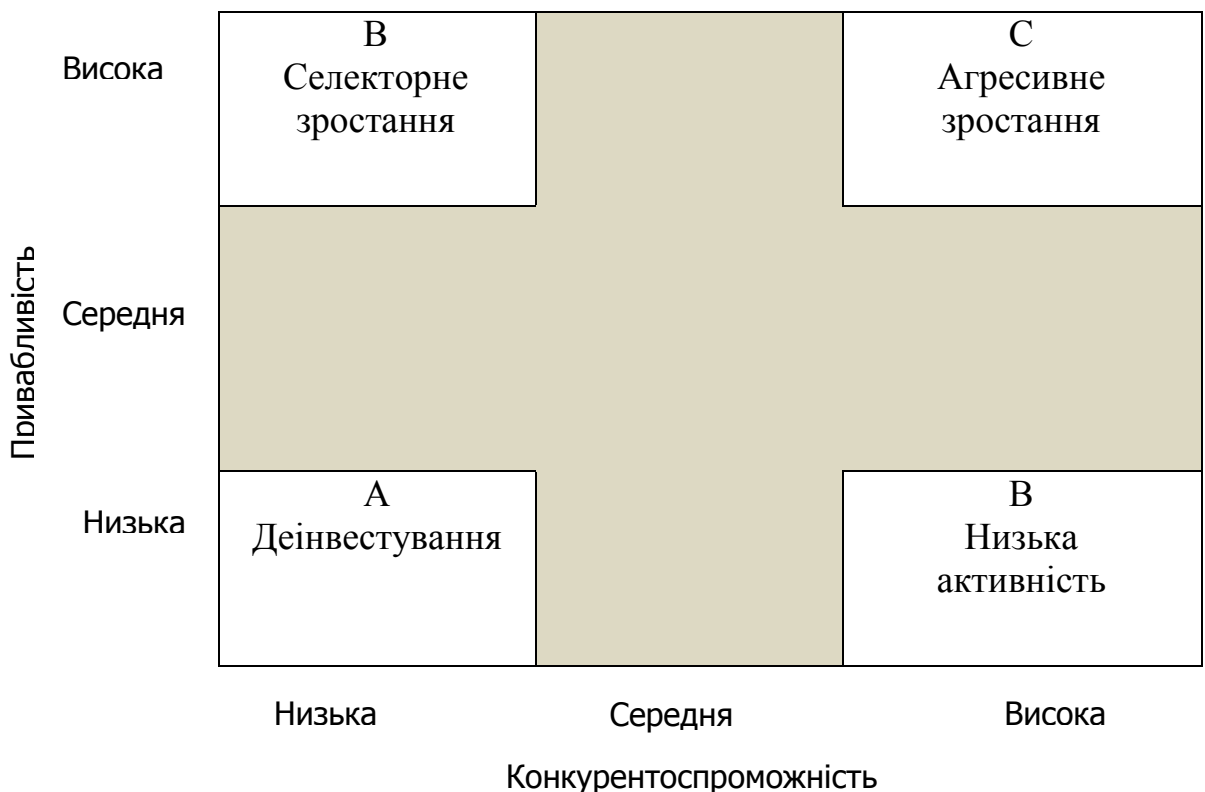 Висока
В
Селекторне
зростання
С
Агресивне
зростання
Привабливість
Середня
Низька
А
Деінвестування
В
Низька
активність
Низька
Середня
Висока
Конкурентоспроможність